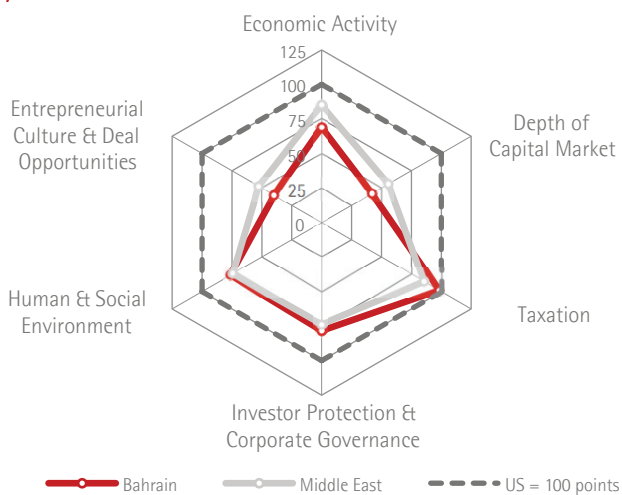 Economic Activity
125
100
75
50
25
0
Entrepreneurial
Culture & Deal
Opportunities
Depth of
Capital Market
Human & Social
Environment
Taxation
Investor Protection &
Corporate Governance
Bahrain
Middle East
US = 100 points